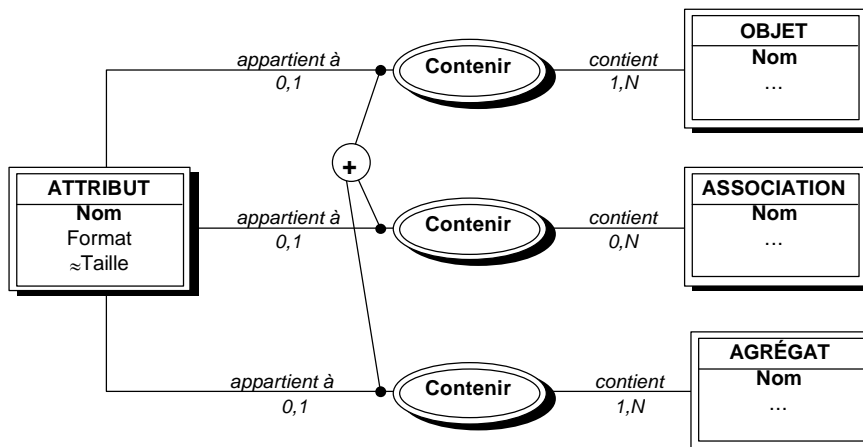 OBJET
Nom
...
appartient à
0,1
Contenir
contient
1,N
+
ATTRIBUT
Nom
Format
≈Taille
appartient à
0,1
Contenir
contient
0,N
ASSOCIATION
Nom
...
appartient à
0,1
Contenir
contient
1,N
AGRÉGAT
Nom
...